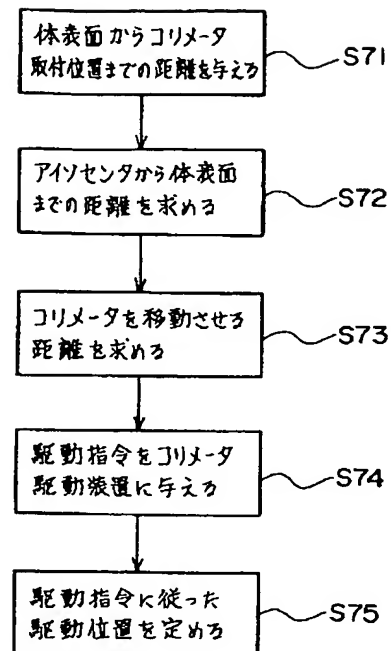 体表面からコリメータ
取付位置までの距離を与える
S71
アイソセンタから体表面
までの距離を求める
S72
コリメータを移動させる
距離を求める
S73
駆動指令をコリメータ
駆動装置に与える
S74
駆動指令に従った
駆動位置を定める
S75